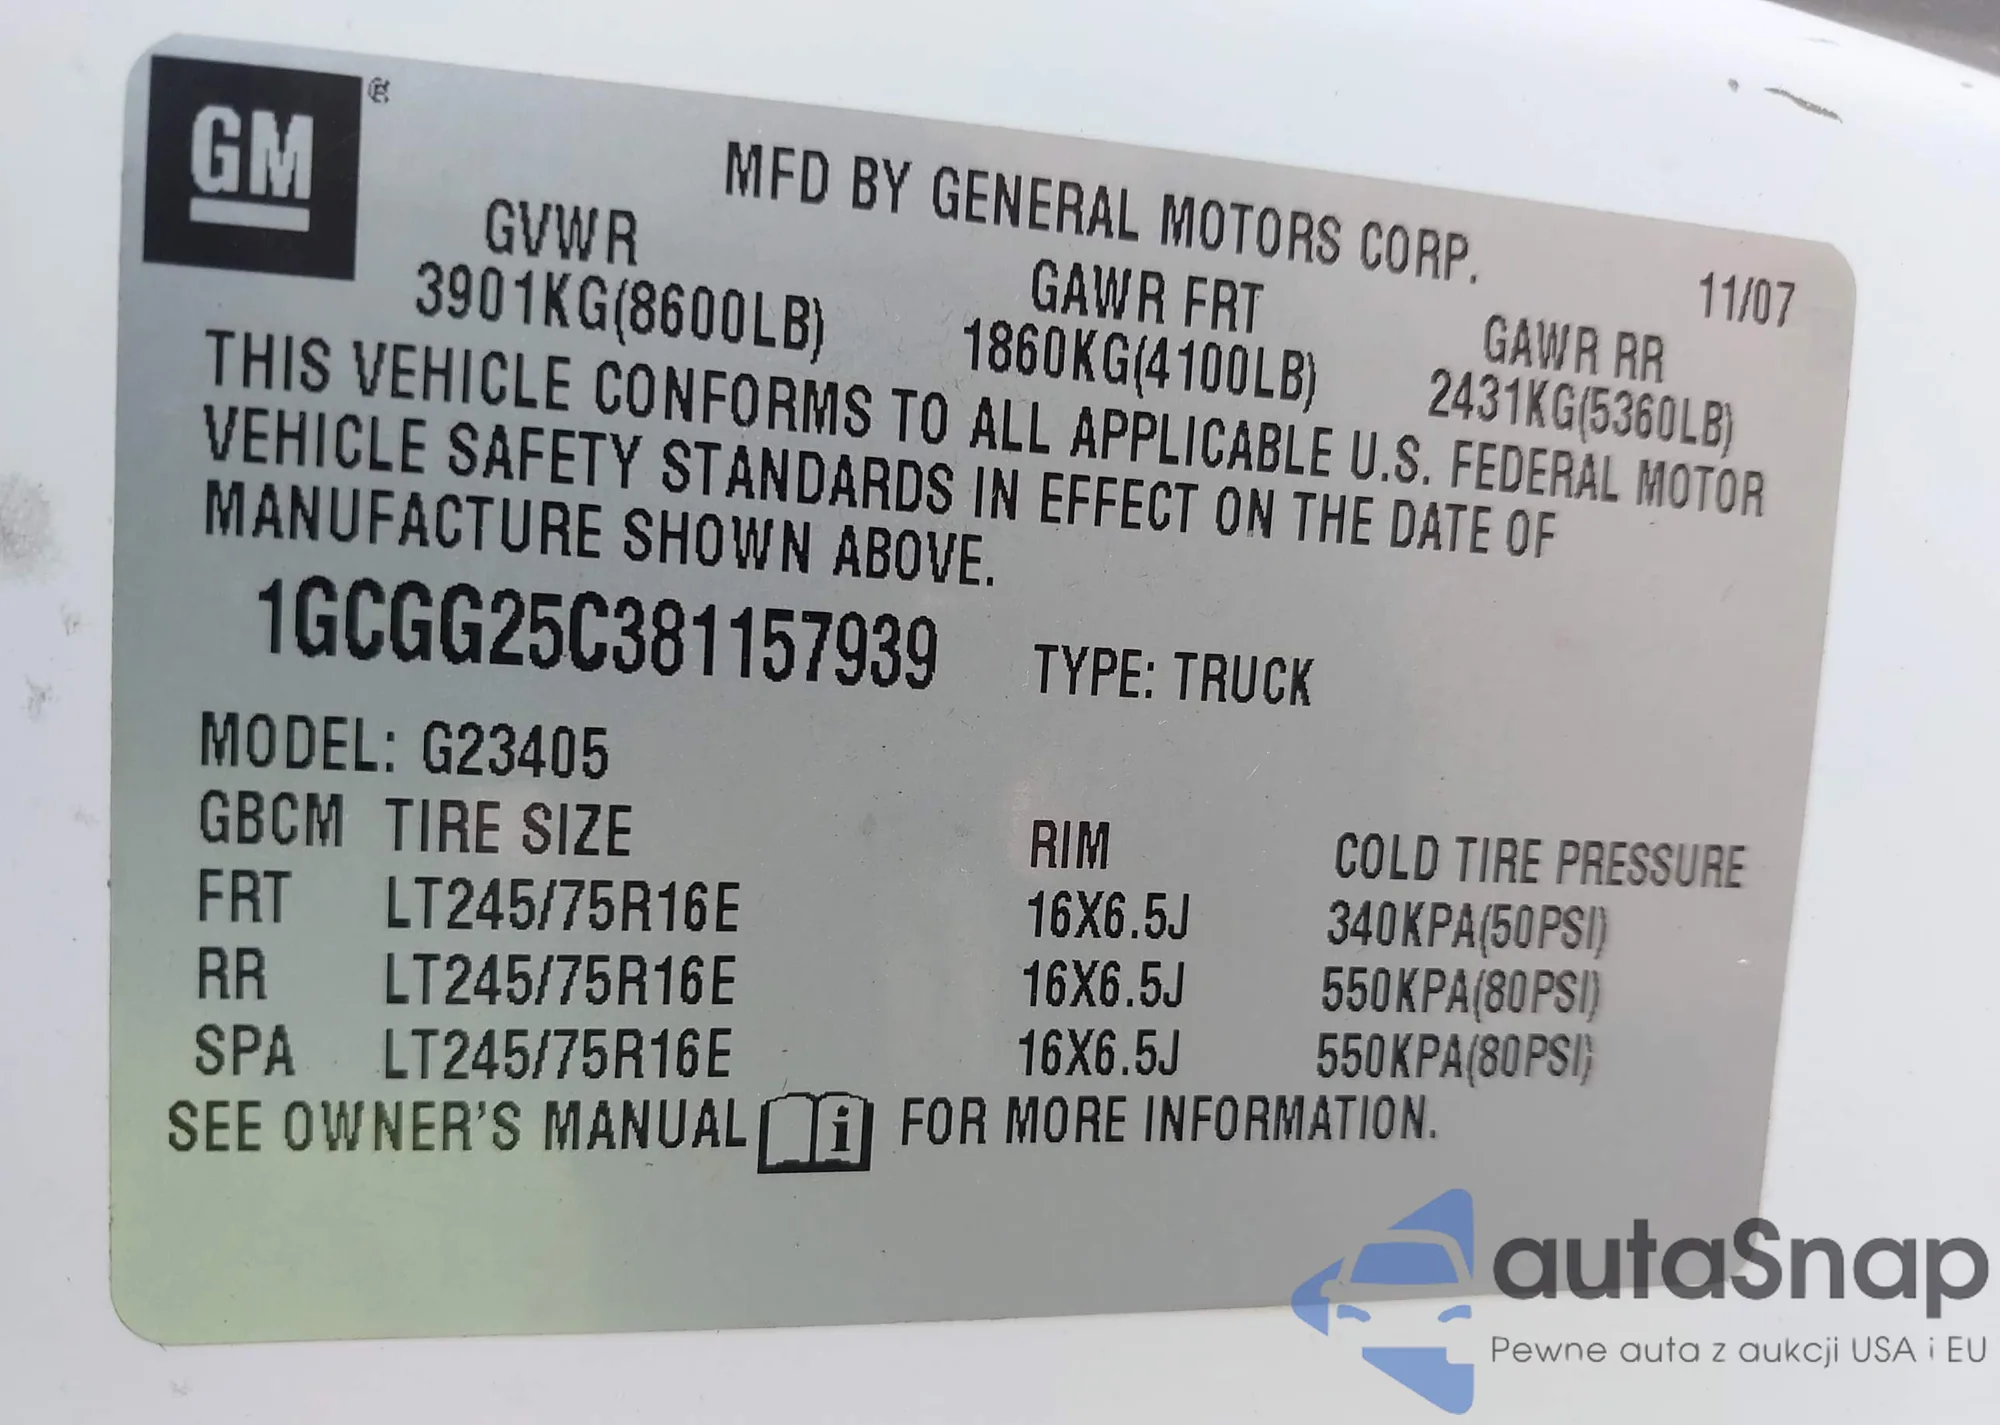 GM ®
MFD BY GENERAL MOTORS CORP.
11/07
GVWR
3901KG(8600LB)
GAWR FRT
1860KG(4100LB)
GAWR RR
2431KG(5360LB)
THIS VEHICLE CONFORMS TO ALL APPLICABLE U.S. FEDERAL MOTOR
VEHICLE SAFETY STANDARDS IN EFFECT ON THE DATE OF
MANUFACTURE SHOWN ABOVE.
1GCGG25C381157939 TYPE: TRUCK
MODEL: G23405
GBCM TIRE SIZE RIM COLD TIRE PRESSURE
FRT LT245/75R16E 16X6.5J 340KPA(50PSI)
RR LT245/75R16E 16X6.5J 550KPA(80PSI)
SPA LT245/75R16E 16X6.5J 550KPA(80PSI)
SEE OWNER'S MANUAL i FOR MORE INFORMATION.
autaSnap
Pewne auta z aukcji USA i EU